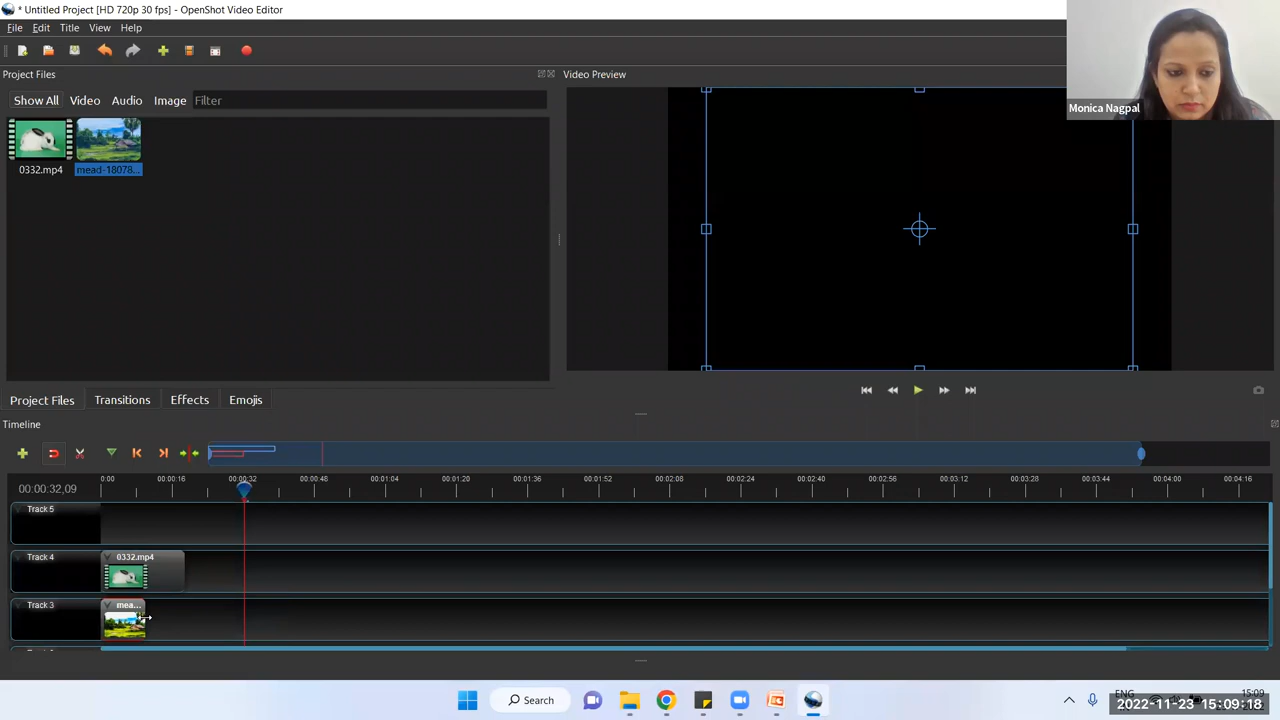 * Untitled Project [HD 720p 30 fps] - OpenShot Video Editor
File Edit Title View Help
Project Files
Video Preview
Show All Video Audio Image Filter
Monica Nagpal
0332.mp4 mead-18078...
Project Files Transitions Effects Emojis
Timeline
00:00:32,09
0:00 00:00:16 00:00:32 00:00:48 00:01:04 00:01:20 00:01:36 00:01:52 00:02:08 00:02:24 00:02:40 00:02:56 00:03:12 00:03:28 00:03:44 00:04:00 00:04:16
Track 5
Track 4 0332.mp4
Track 3 mea...
Search
ENG
15:09
2022-11-23 15:09:18